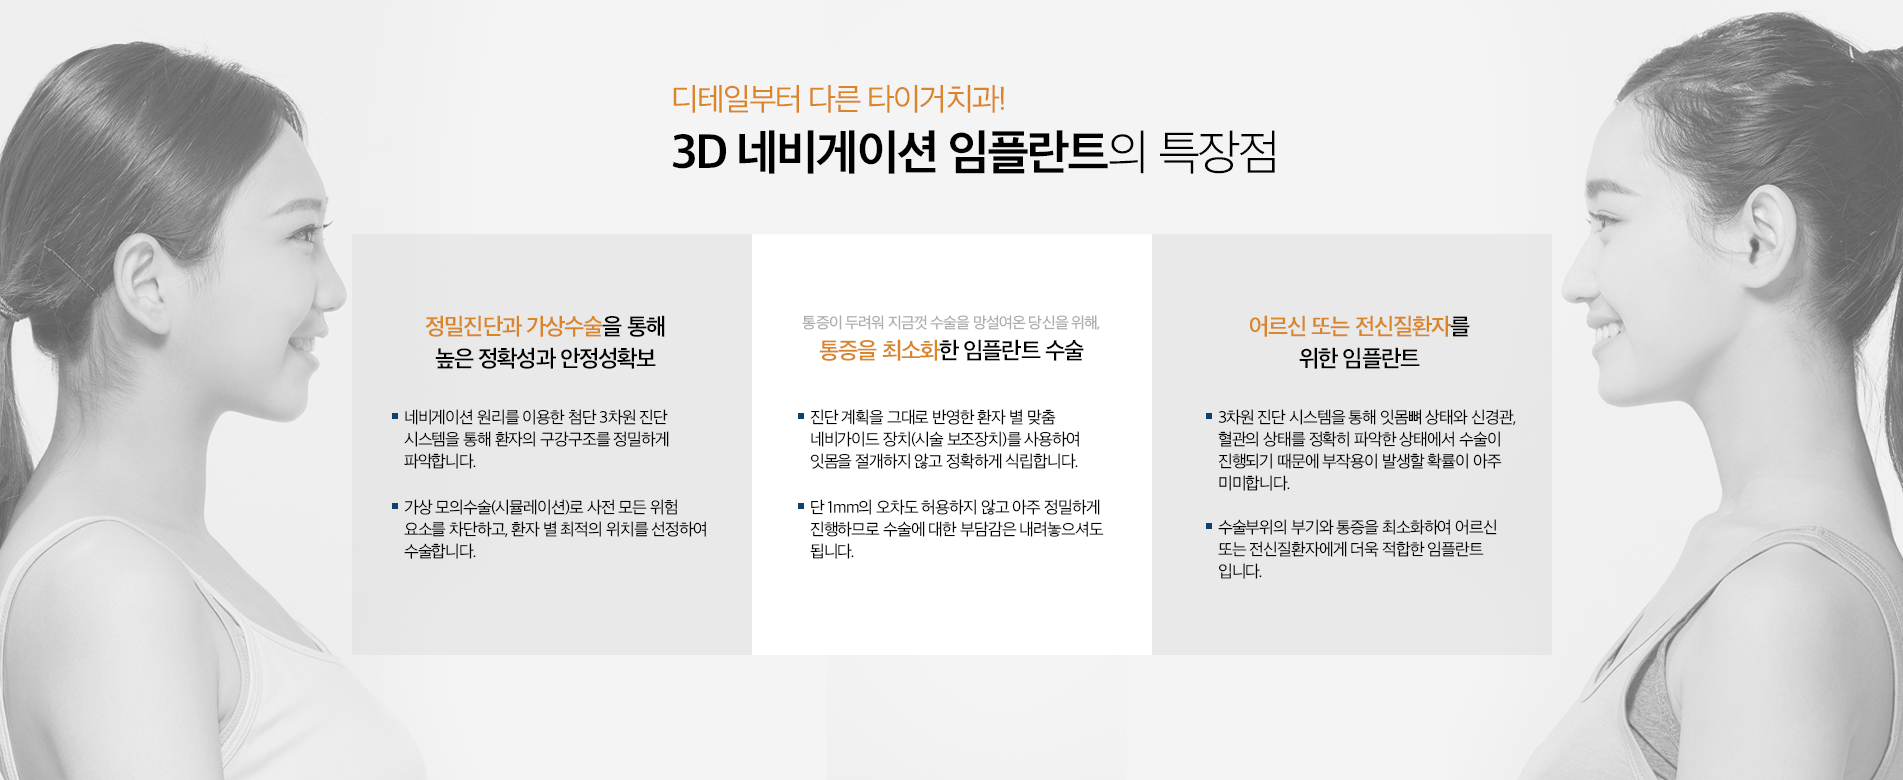 디테일부터 다른 타이거치과!
3D 네비게이션 임플란트의 특장점
정밀진단과 가상수술을 통해
높은 정확성과 안정성확보
네비게이션 원리를 이용한 첨단 3차원 진단
시스템을 통해 환자의 구강구조를 정밀하게
파악합니다.
가상 모의수술(시뮬레이션)로 사전 모든 위험
요소를 차단하고, 환자 별 최적의 위치를 선정하여
수술합니다.
통증이 두려워 지금껏 수술을 망설여온 당신을 위해,
통증을 최소화한 임플란트 수술
진단 계획을 그대로 반영한 환자 별 맞춤
네비가이드 장치(시술 보조장치)를 사용하여
잇몸을 절개하지 않고 정확하게 식립합니다.
단 1mm의 오차도 허용하지 않고 아주 정밀하게
진행하므로 수술에 대한 부담감은 내려놓으셔도
됩니다.
어르신 또는 전신질환자를
위한 임플란트
3차원 진단 시스템을 통해 잇몸뼈 상태와 신경관,
혈관의 상태를 정확히 파악한 상태에서 수술이
진행되기 때문에 부작용이 발생할 확률이 아주
미미합니다.
수술부위의 부기와 통증을 최소화하여 어르신
또는 전신질환자에게 더욱 적합한 임플란트
입니다.